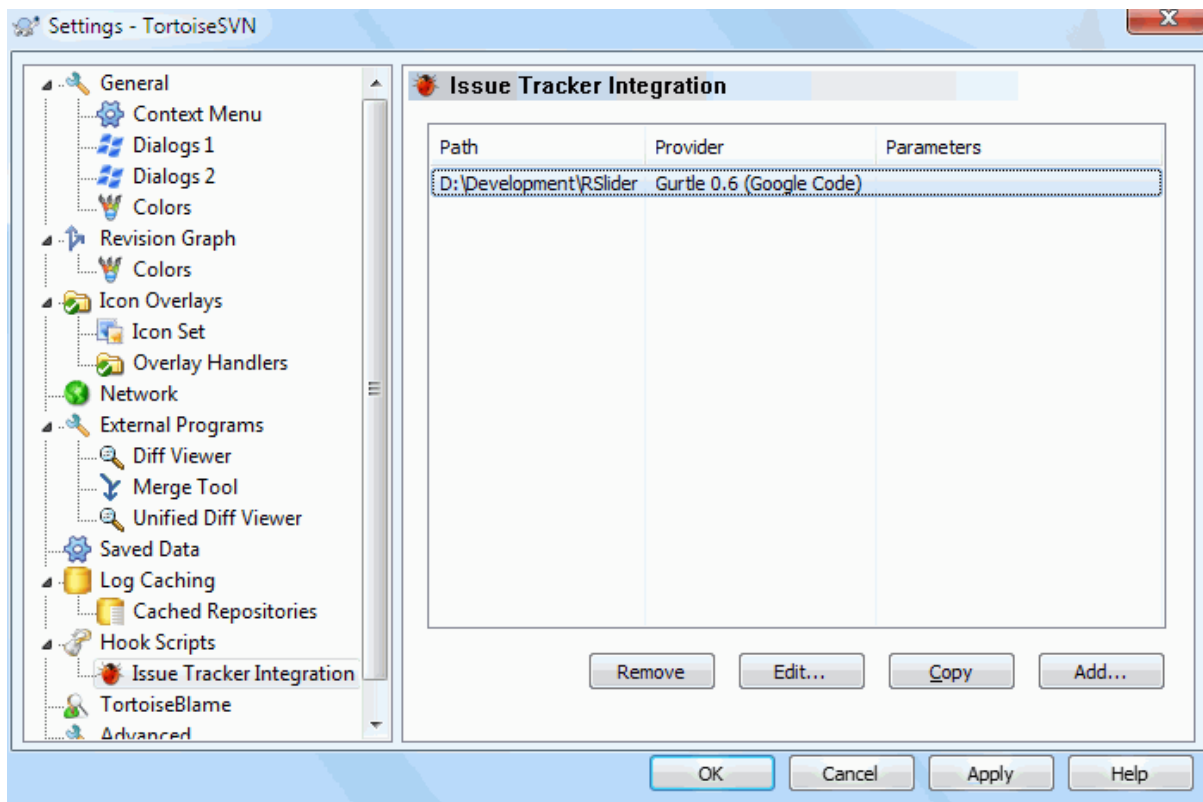 Settings - TortoiseSVN
General
Context Menu
Dialogs 1
Dialogs 2
Colors
Revision Graph
Colors
Icon Overlays
Icon Set
Overlay Handlers
Network
External Programs
Diff Viewer
Merge Tool
Unified Diff Viewer
Saved Data
Log Caching
Cached Repositories
Hook Scripts
Issue Tracker Integration
TortoiseBlame
Advanced
Issue Tracker Integration
Path Provider Parameters
D:\Development\RSlider Gurtle 0.6 (Google Code)
Remove Edit... Copy Add...
OK Cancel Apply Help